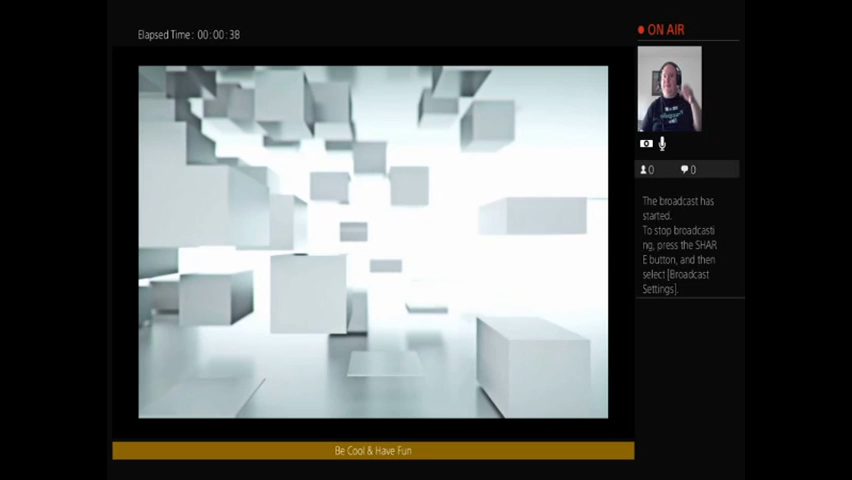 Elapsed Time: 00:00:38
ON AIR
0 0
The broadcast has
started.
To stop broadcasti
ng, press the SHAR
E button, and then
select [Broadcast
Settings].
Be Cool & Have Fun